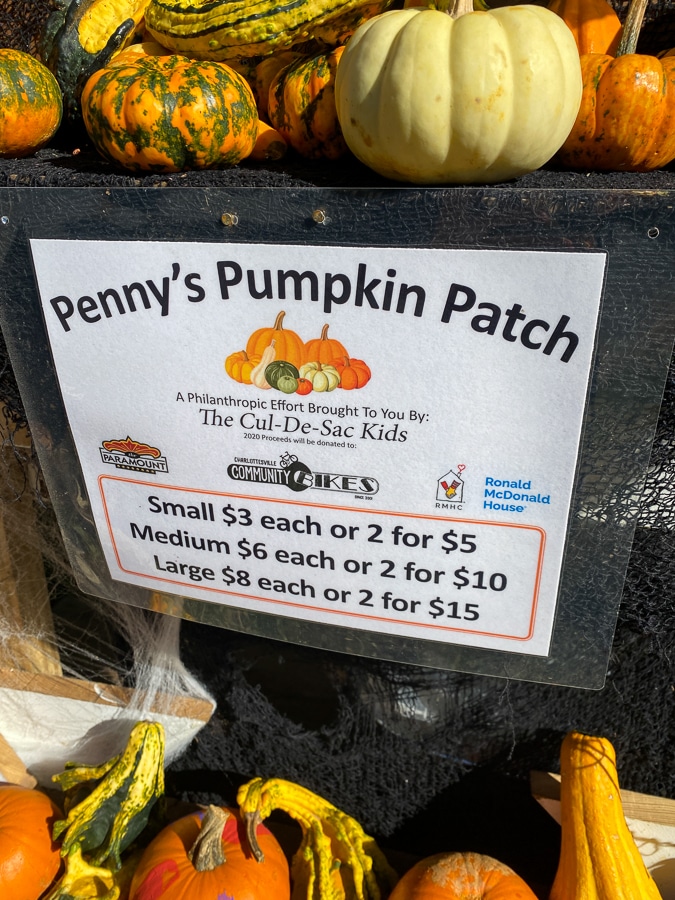 Penny's Pumpkin Patch
A Philanthropic Effort Brought To You By:
The Cul-De-Sac Kids
2020 Proceeds will be donated to:
PARAMOUNT
CHARLOTTESVILLE
COMMUNITY BIKES
RMHC
Ronald
McDonald
House
Small $3 each or 2 for $5
Medium $6 each or 2 for $10
Large $8 each or 2 for $15